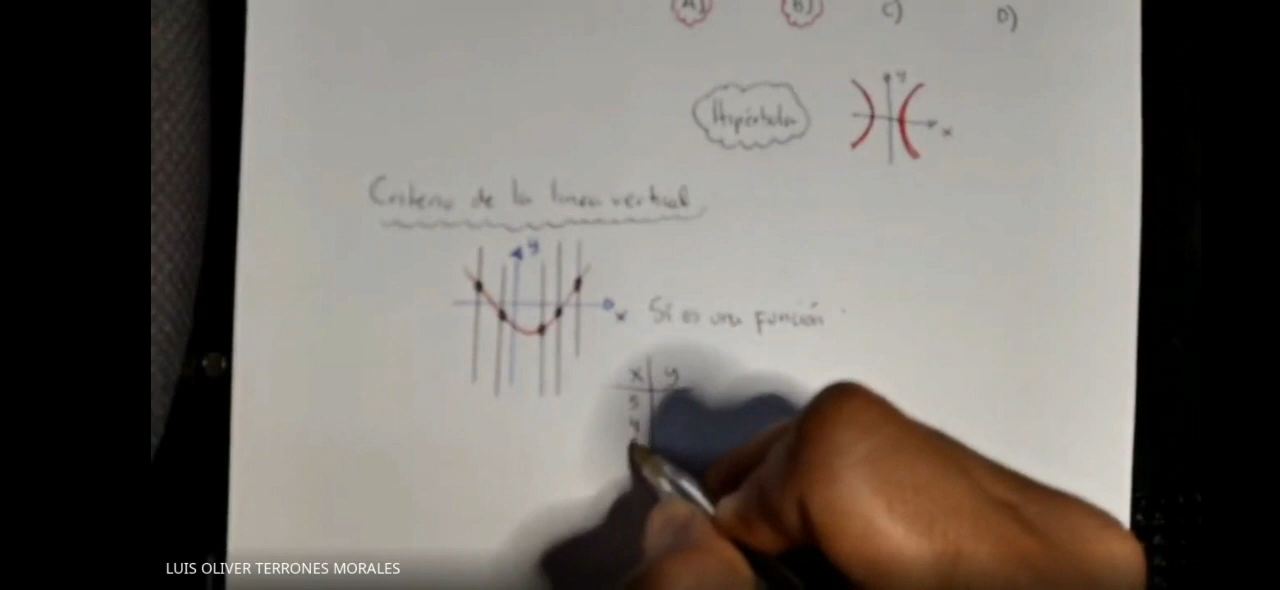 A) B) C) D)
Hipérbola
y
x
Criterio de la línea vertical
y
x
Sí es una función
x y
5
4
LUIS OLIVER TERRONES MORALES